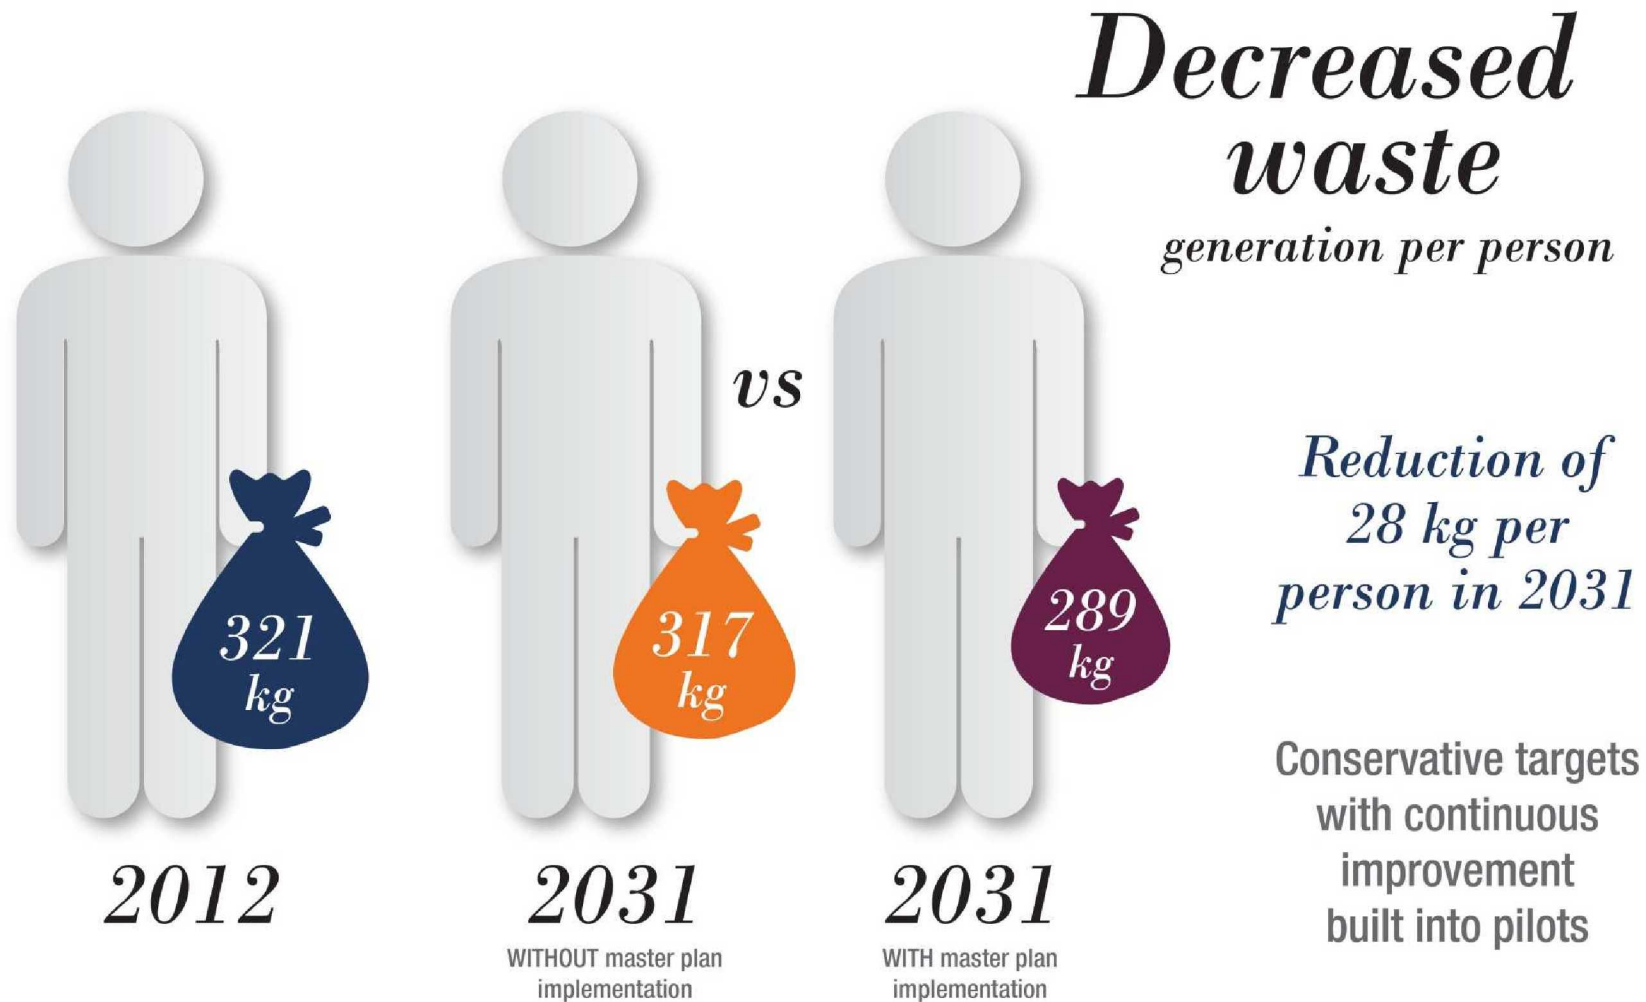 Decreased
waste
generation per person
vs
321
kg
317
kg
289
kg
Reduction of
28 kg per
person in 2031
Conservative targets
with continuous
improvement
built into pilots
2012
2031
WITHOUT master plan
implementation
2031
WITH master plan
implementation